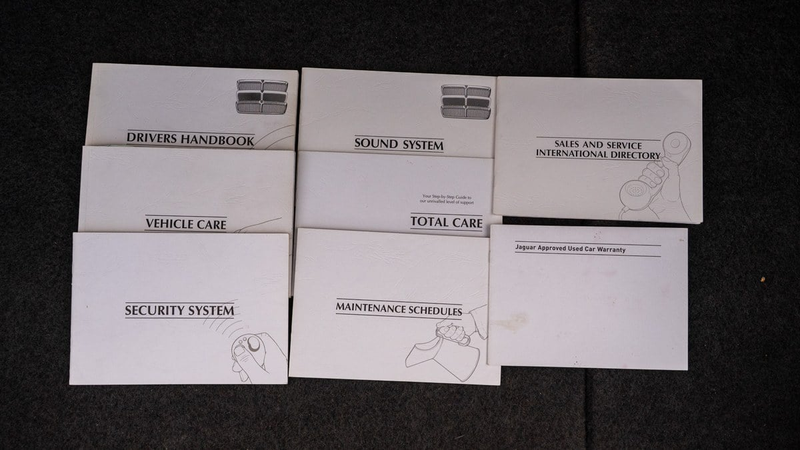 DRIVERS HANDBOOK
SOUND SYSTEM
SALES AND SERVICE
INTERNATIONAL DIRECTORY
VEHICLE CARE
Your Step-by-Step Guide to
our unrivalled level of support
TOTAL CARE
Jaguar Approved Used Car Warranty
SECURITY SYSTEM
MAINTENANCE SCHEDULES